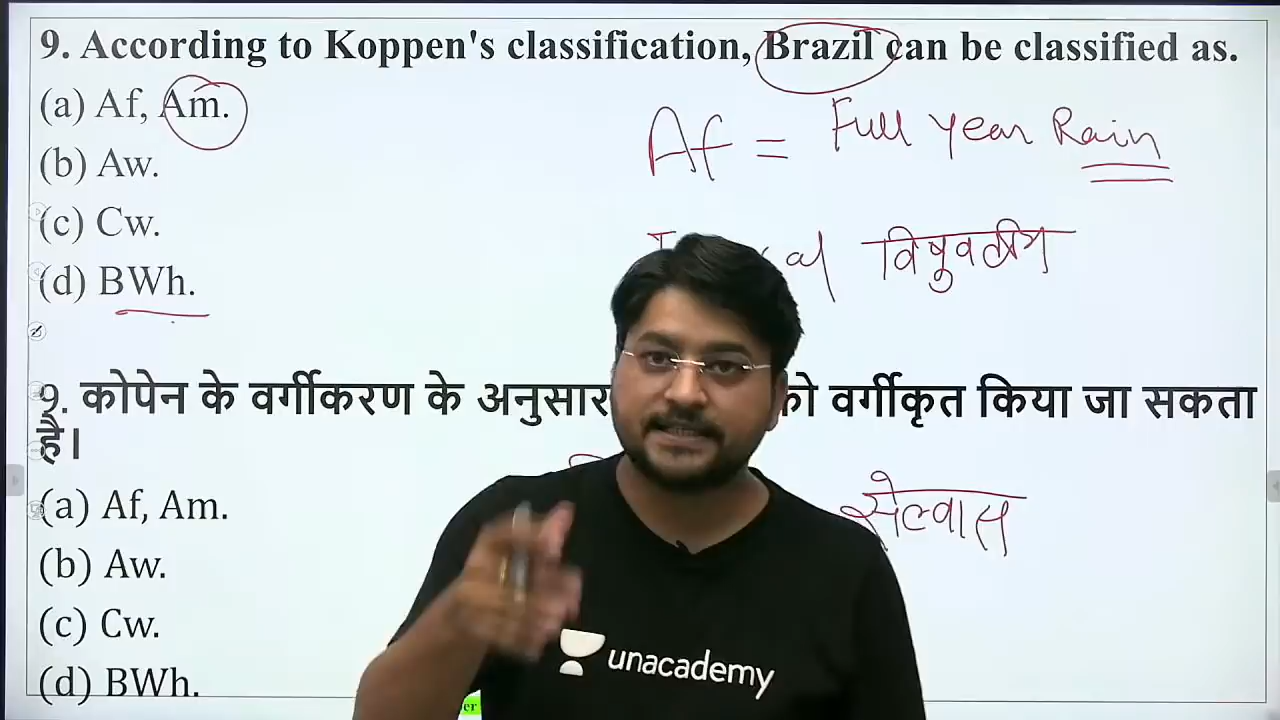 9. According to Koppen's classification, Brazil can be classified as.
(a) Af, Am.
(b) Aw.
(c) Cw.
(d) BWh.
Af = Full year Rain
विषुवतीय
9. कोपेन के वर्गीकरण के अनुसार को वर्गीकृत किया जा सकता
है।
(a) Af, Am.
(b) Aw.
(c) Cw.
(d) BWh.
सेल्वास
unacademy
er